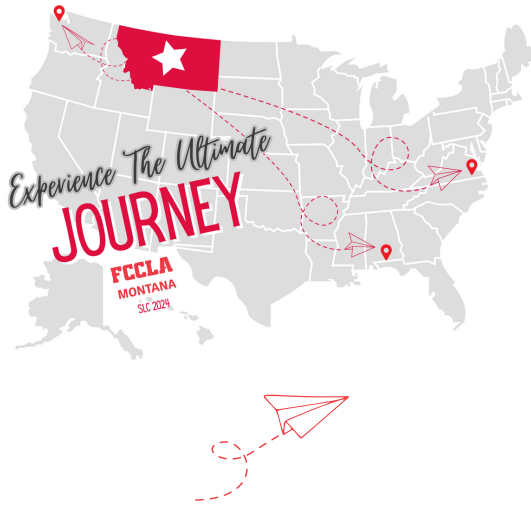 Experience The Ultimate
JOURNEY
FCCLA
MONTANA
SLC 2024